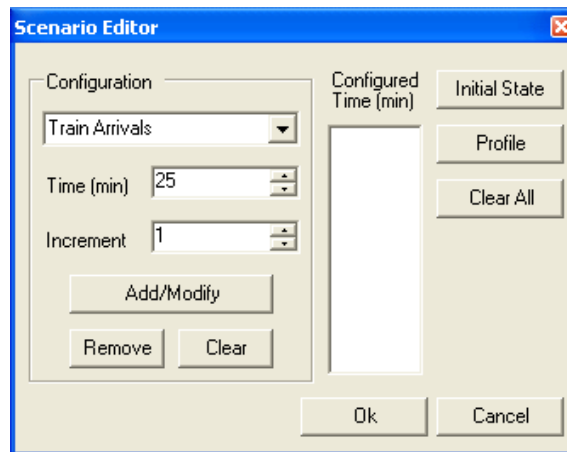 Scenario Editor
Configuration
Train Arrivals
Time (min) 25
Increment 1
Add/Modify
Remove Clear
Configured
Time (min)
Initial State
Profile
Clear All
Ok Cancel